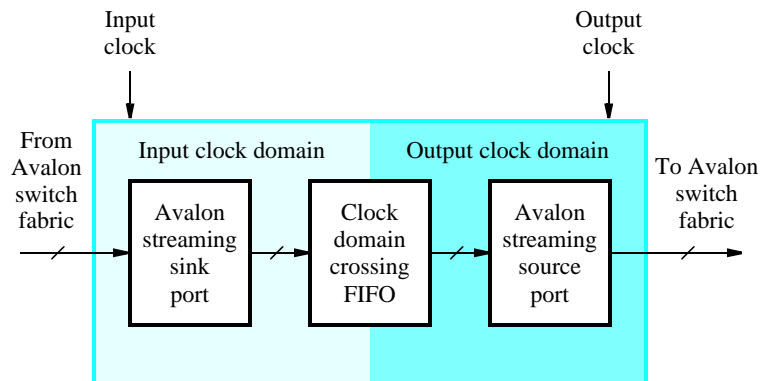 Input
clock
Output
clock
From
Avalon
switch
fabric
Input clock domain
Output clock domain
To Avalon
switch
fabric
Avalon
streaming
sink
port
Clock
domain
crossing
FIFO
Avalon
streaming
source
port